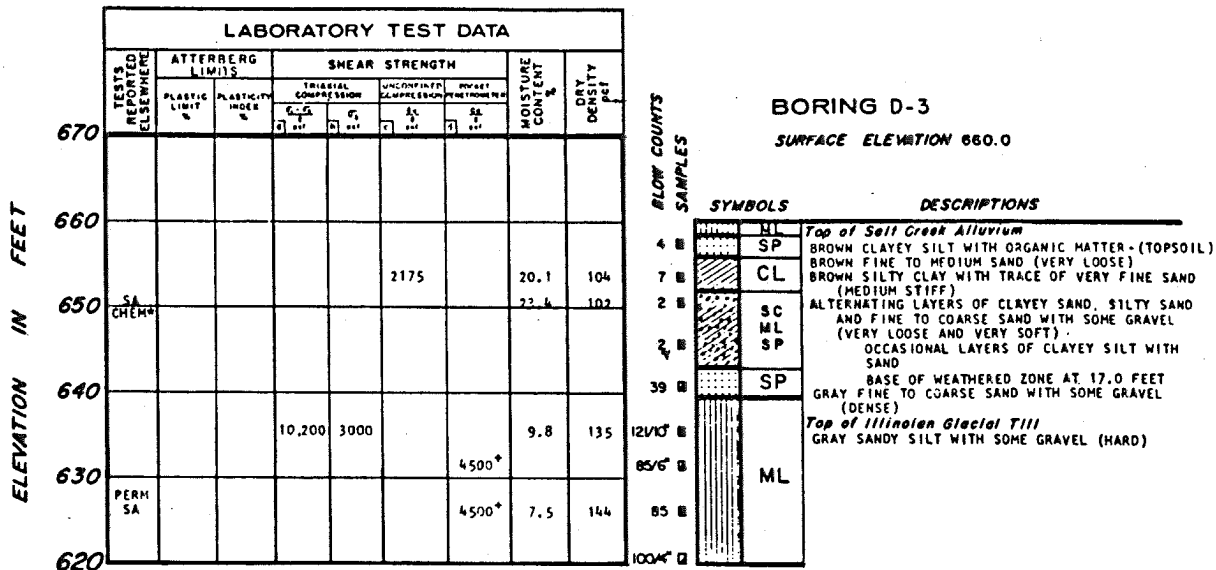 LABORATORY TEST DATA
TESTS REPORTED ELSEWHERE
ATTERBERG LIMITS
SHEAR STRENGTH
MOISTURE CONTENT %
DRY DENSITY pcf
PLASTIC LIMIT %
PLASTICITY INDEX %
TRIAXIAL COMPRESSION
UNCONFINED COMPRESSION
POCKET PENETROMETER
BORING D-3
SURFACE ELEVATION 660.0
ELEVATION IN FEET
670
660
650
640
630
620
2175 20.1 104
23.4 102
SA
CHEM*
10,200 3000 9.8 135
4500+
PERM
SA
4500+ 7.5 144
BLOW COUNTS
SAMPLES
4
7
2
2
39
121/10"
85/6"
85
100/4"
SYMBOLS
DESCRIPTIONS
ML
SP
CL
SC
ML
SP
SP
ML
Top of Salt Creek Alluvium
BROWN CLAYEY SILT WITH ORGANIC MATTER-(TOPSOIL)
BROWN FINE TO MEDIUM SAND (VERY LOOSE)
BROWN SILTY CLAY WITH TRACE OF VERY FINE SAND
(MEDIUM STIFF)
ALTERNATING LAYERS OF CLAYEY SAND, SILTY SAND
AND FINE TO COARSE SAND WITH SOME GRAVEL
(VERY LOOSE AND VERY SOFT)
OCCASIONAL LAYERS OF CLAYEY SILT WITH
SAND
BASE OF WEATHERED ZONE AT 17.0 FEET
GRAY FINE TO COARSE SAND WITH SOME GRAVEL
(DENSE)
Top of Illinoian Glacial Till
GRAY SANDY SILT WITH SOME GRAVEL (HARD)